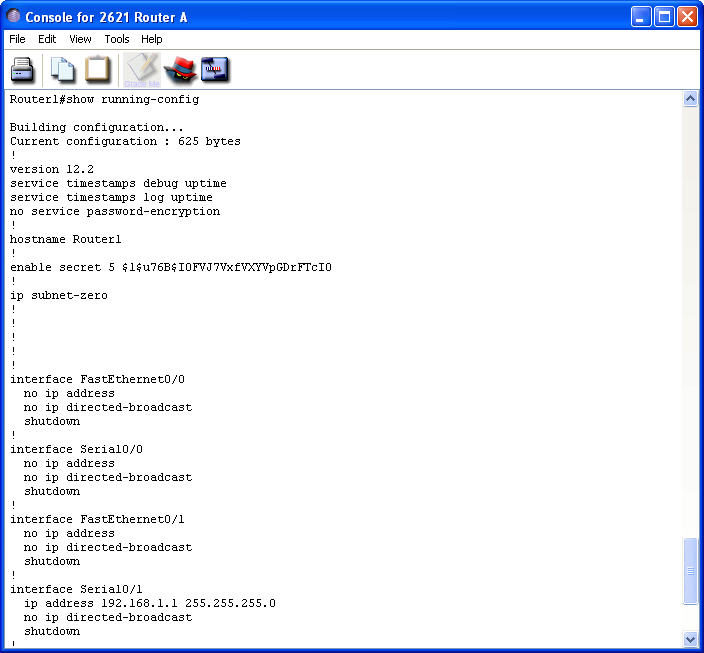 Console for 2621 Router A
File Edit View Tools Help
Grade Me
Router1#show running-config
Building configuration...
Current configuration : 625 bytes
!
version 12.2
service timestamps debug uptime
service timestamps log uptime
no service password-encryption
!
hostname Router1
!
enable secret 5 $1$u76B$I0FVJ7VxfVXYVpGDrFTcI0
!
ip subnet-zero
!
!
!
!
!
interface FastEthernet0/0
no ip address
no ip directed-broadcast
shutdown
!
interface Serial0/0
no ip address
no ip directed-broadcast
shutdown
!
interface FastEthernet0/1
no ip address
no ip directed-broadcast
shutdown
!
interface Serial0/1
ip address 192.168.1.1 255.255.255.0
no ip directed-broadcast
shutdown
!